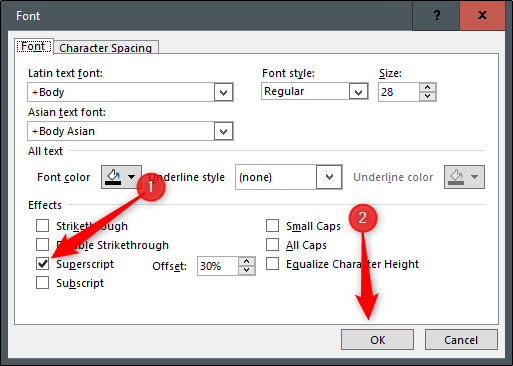 Font
?
Font Character Spacing
Latin text font: Font style: Size:
+Body Regular 28
Asian text font:
+Body Asian
All text
Font color Underline style (none) Underline color
1
Effects
Strikethrough Small Caps
Double Strikethrough All Caps
2
Superscript Offset: 30% Equalize Character Height
Subscript
OK Cancel